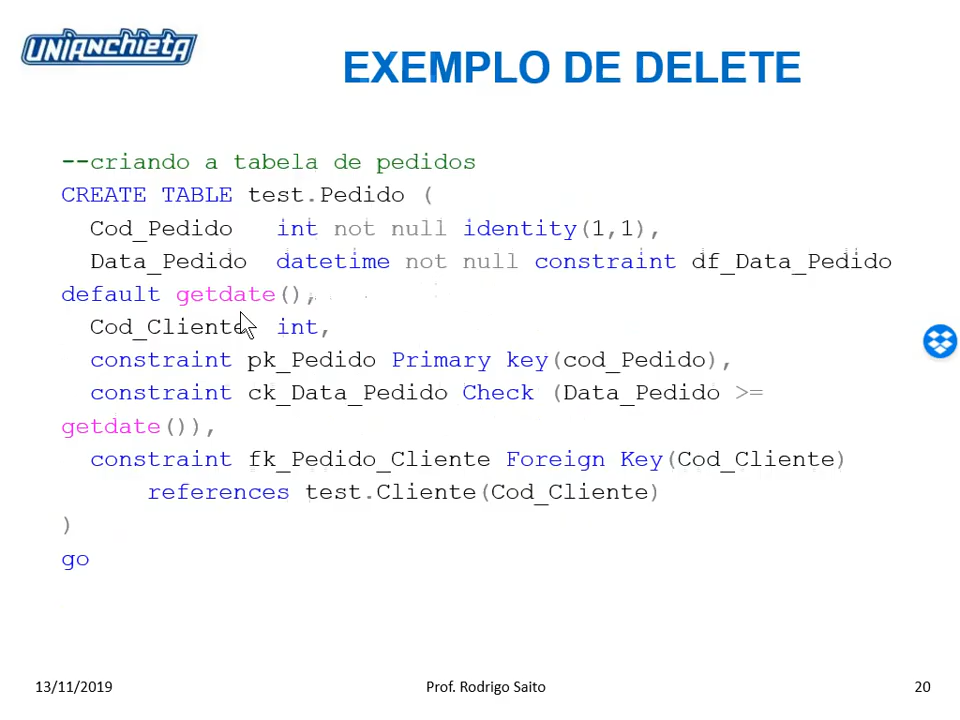 UNIANCHIETA
EXEMPLO DE DELETE
--criando a tabela de pedidos
CREATE TABLE test.Pedido (
Cod_Pedido int not null identity(1,1),
Data_Pedido datetime not null constraint df_Data_Pedido
default getdate(),
Cod_Cliente int,
constraint pk_Pedido Primary key(cod_Pedido),
constraint ck_Data_Pedido Check (Data_Pedido >=
getdate()),
constraint fk_Pedido_Cliente Foreign Key(Cod_Cliente)
references test.Cliente(Cod_Cliente)
)
go
13/11/2019
Prof. Rodrigo Saito
20